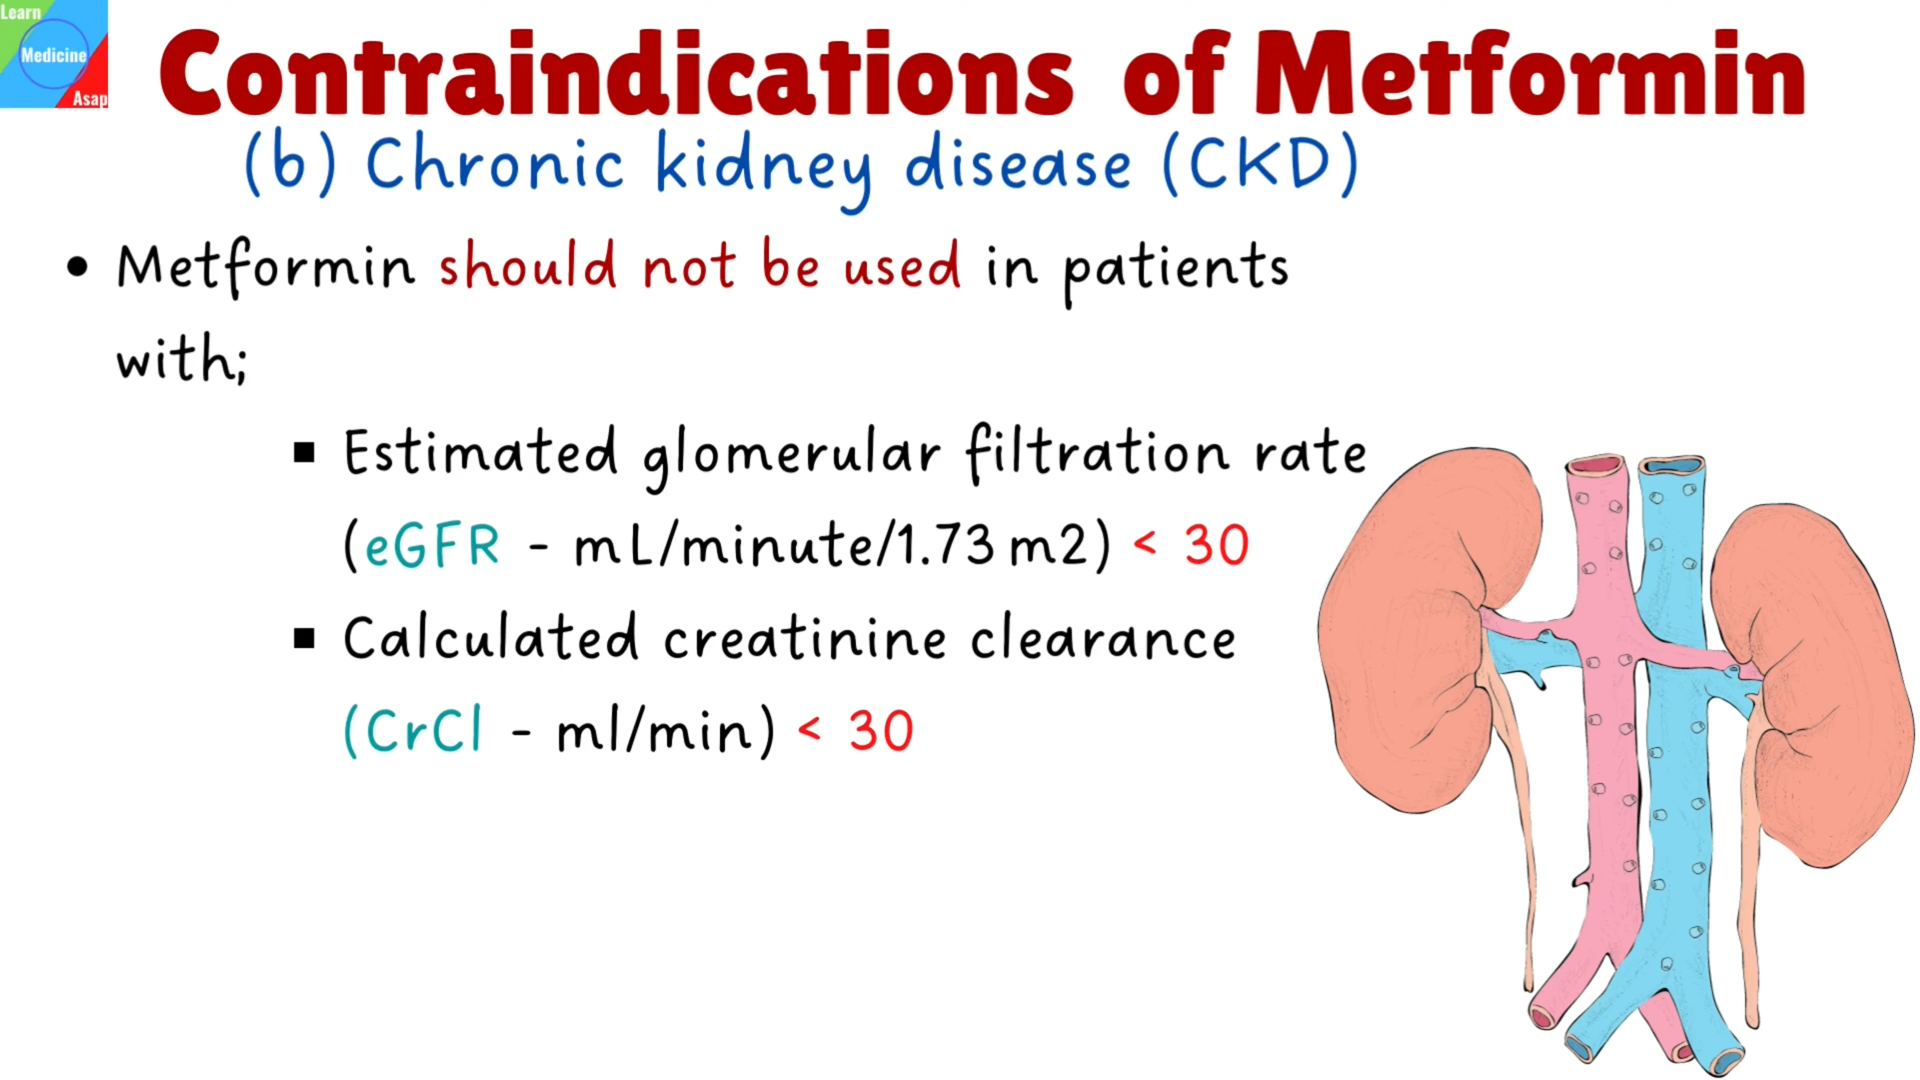 Learn
Medicine
Asap
Contraindications of Metformin
(b) Chronic kidney disease (CKD)
• Metformin should not be used in patients
with;
▪ Estimated glomerular filtration rate
(eGFR - mL/minute/1.73 m2) < 30
▪ Calculated creatinine clearance
(CrCl - ml/min) < 30